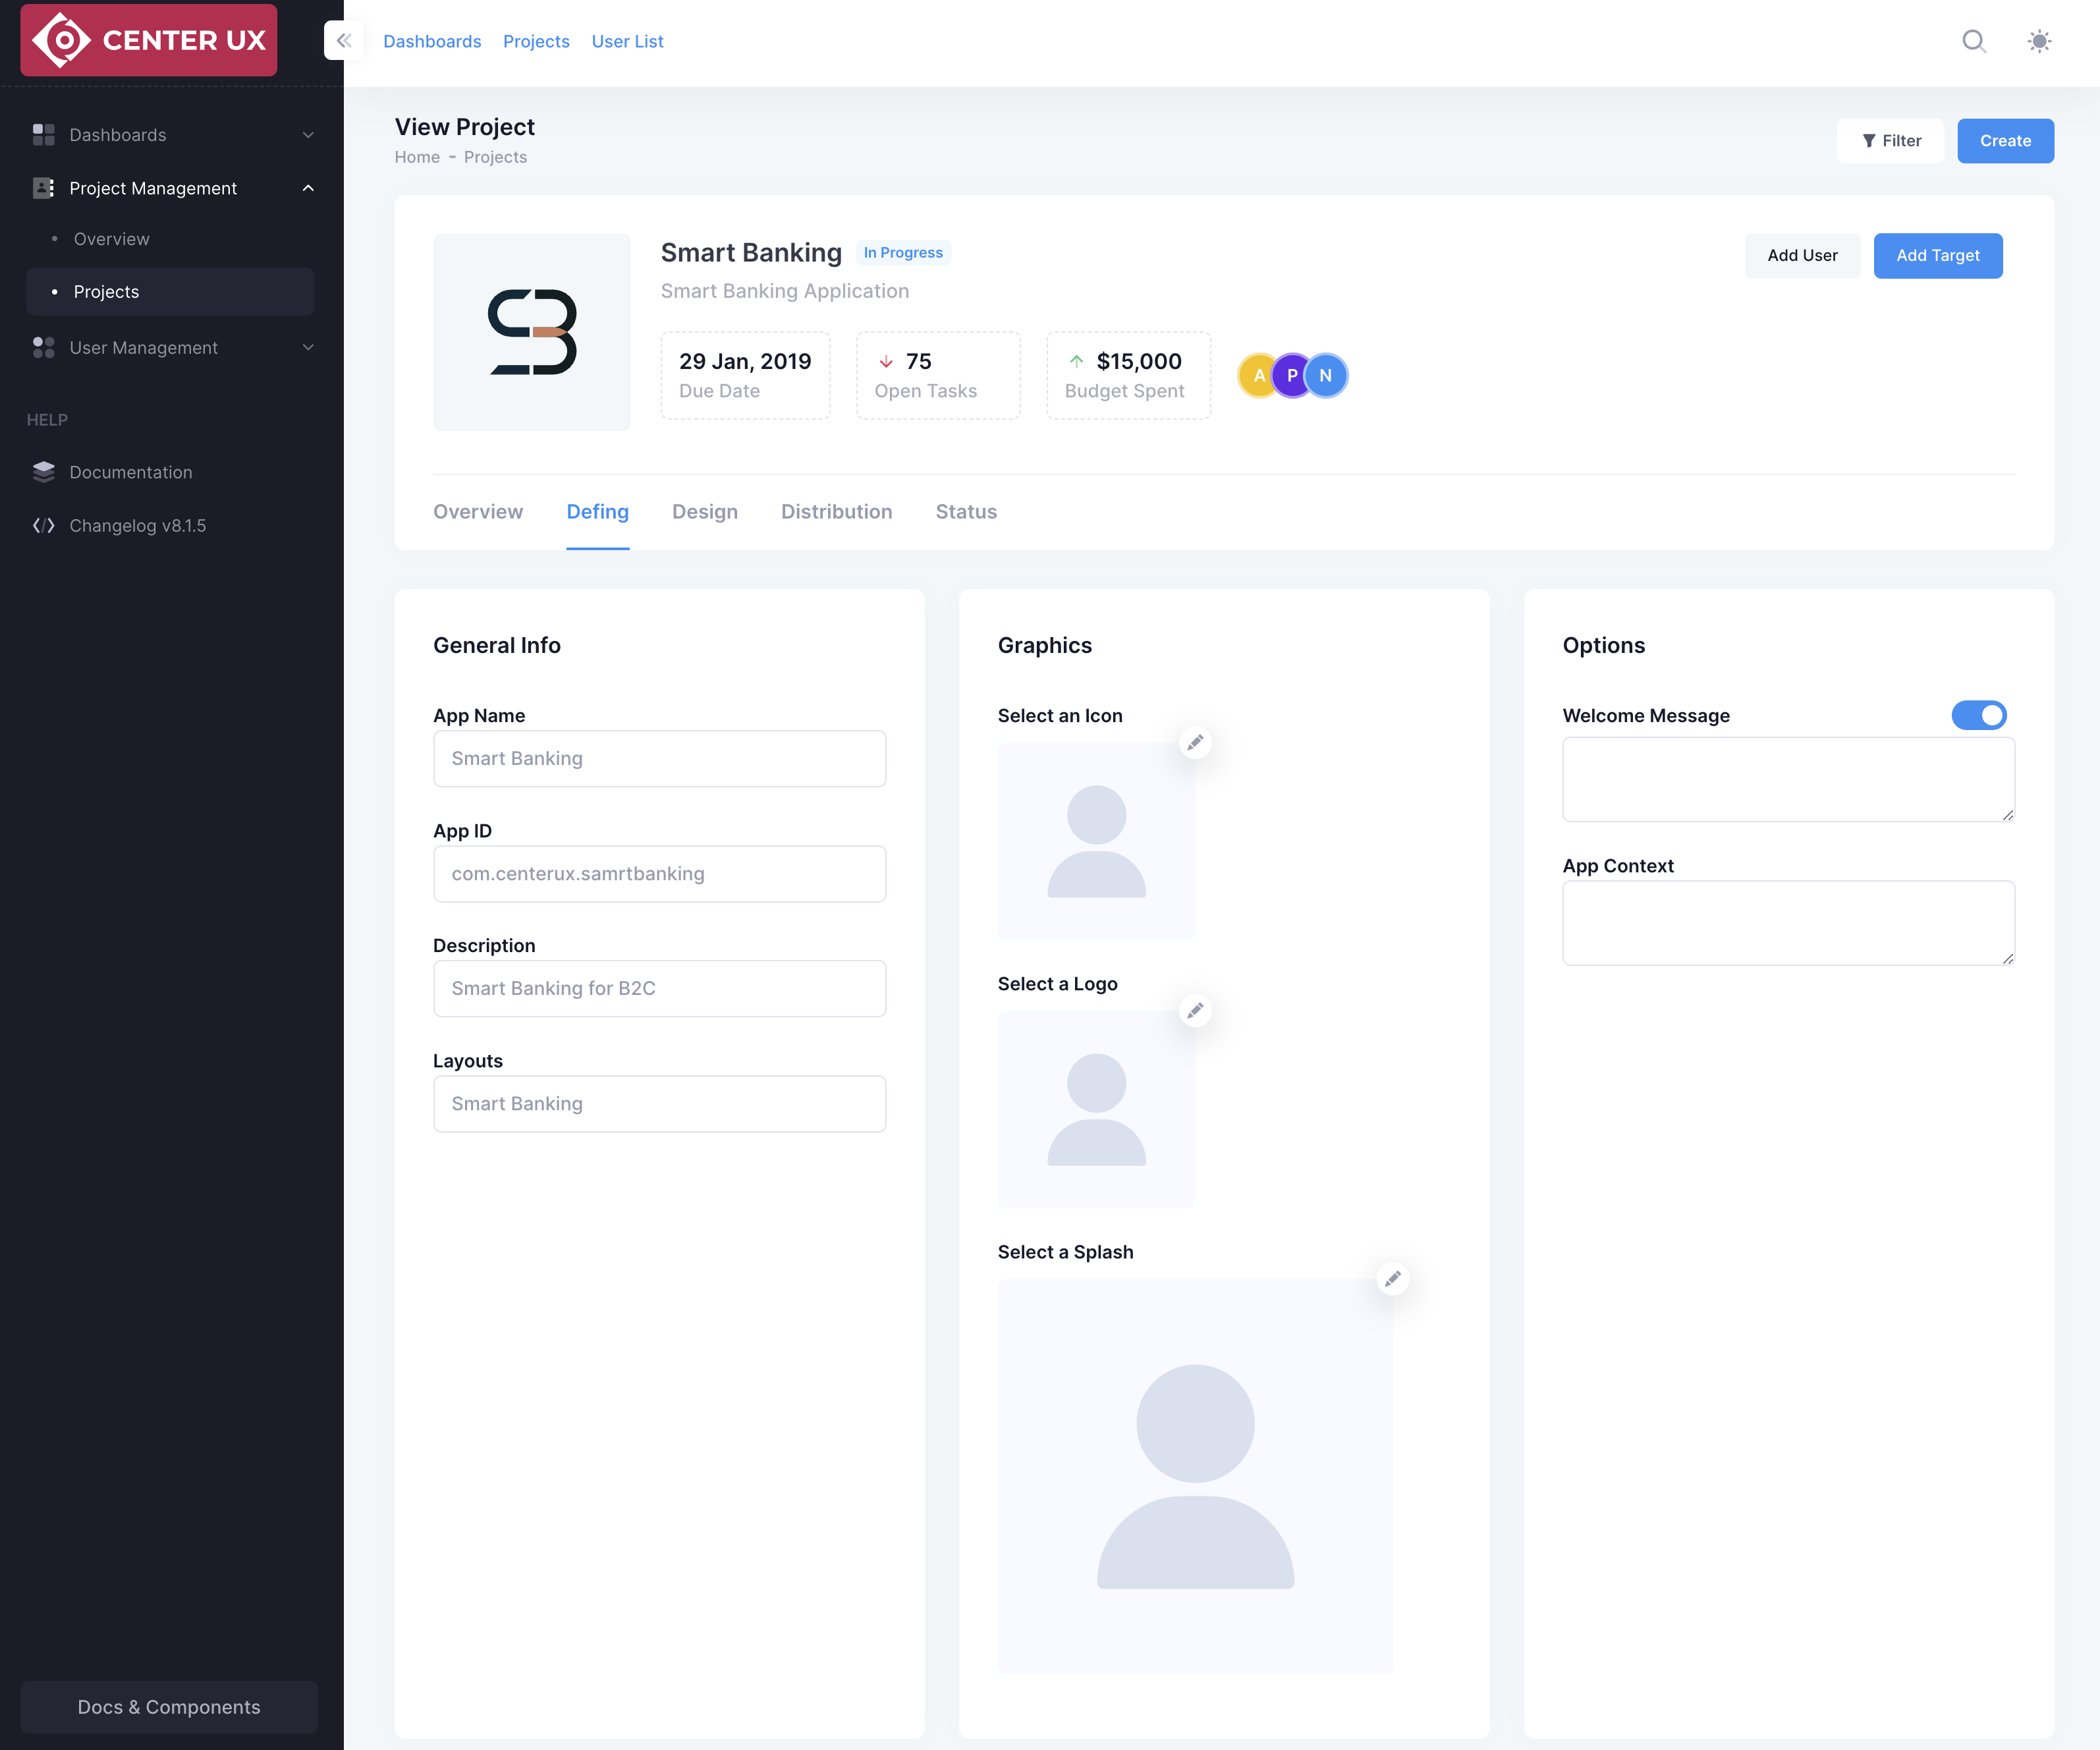 CENTER UX
Dashboards
Projects
User List
Dashboards
Project Management
Overview
Projects
User Management
HELP
Documentation
Changelog v8.1.5
Docs & Components
View Project
Home - Projects
Filter
Create
Smart Banking
In Progress
Smart Banking Application
Add User
Add Target
29 Jan, 2019
Due Date
75
Open Tasks
$15,000
Budget Spent
A
P
N
Overview
Defing
Design
Distribution
Status
General Info
App Name
Smart Banking
App ID
com.centerux.samrtbanking
Description
Smart Banking for B2C
Layouts
Smart Banking
Graphics
Select an Icon
Select a Logo
Select a Splash
Options
Welcome Message
App Context